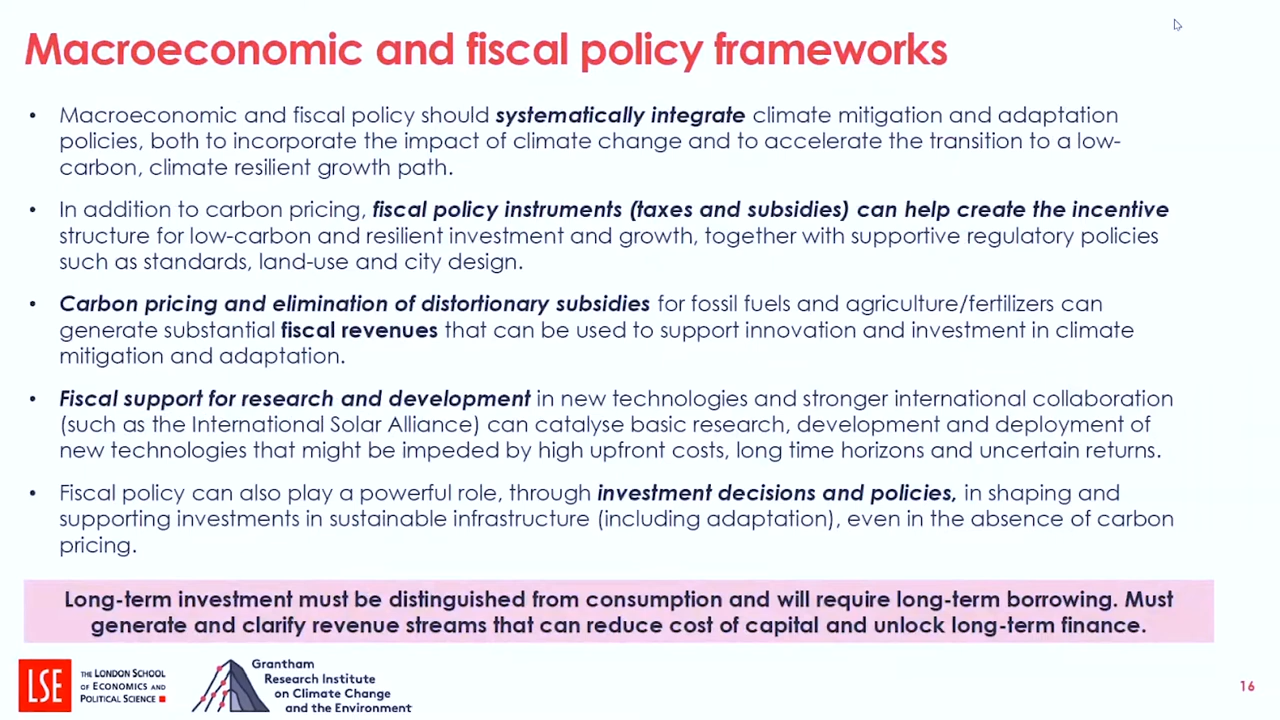 Macroeconomic and fiscal policy frameworks
• Macroeconomic and fiscal policy should systematically integrate climate mitigation and adaptation
policies, both to incorporate the impact of climate change and to accelerate the transition to a low-
carbon, climate resilient growth path.
• In addition to carbon pricing, fiscal policy instruments (taxes and subsidies) can help create the incentive
structure for low-carbon and resilient investment and growth, together with supportive regulatory policies
such as standards, land-use and city design.
• Carbon pricing and elimination of distortionary subsidies for fossil fuels and agriculture/fertilizers can
generate substantial fiscal revenues that can be used to support innovation and investment in climate
mitigation and adaptation.
• Fiscal support for research and development in new technologies and stronger international collaboration
(such as the International Solar Alliance) can catalyse basic research, development and deployment of
new technologies that might be impeded by high upfront costs, long time horizons and uncertain returns.
• Fiscal policy can also play a powerful role, through investment decisions and policies, in shaping and
supporting investments in sustainable infrastructure (including adaptation), even in the absence of carbon
pricing.
Long-term investment must be distinguished from consumption and will require long-term borrowing. Must
generate and clarify revenue streams that can reduce cost of capital and unlock long-term finance.
LSE
THE LONDON SCHOOL
OF ECONOMICS AND
POLITICAL SCIENCE
Grantham
Research Institute
on Climate Change
and the Environment
16